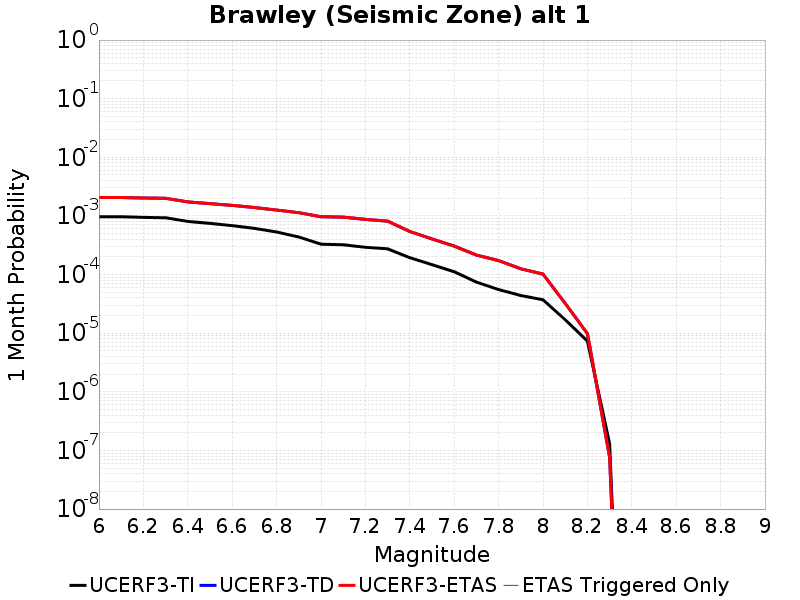 Brawley (Seismic Zone) alt 1
1 Month Probability
10^0
10^-1
10^-2
10^-3
10^-4
10^-5
10^-6
10^-7
10^-8
6 6.2 6.4 6.6 6.8 7 7.2 7.4 7.6 7.8 8 8.2 8.4 8.6 8.8 9
Magnitude
UCERF3-TI UCERF3-TD UCERF3-ETAS ETAS Triggered Only